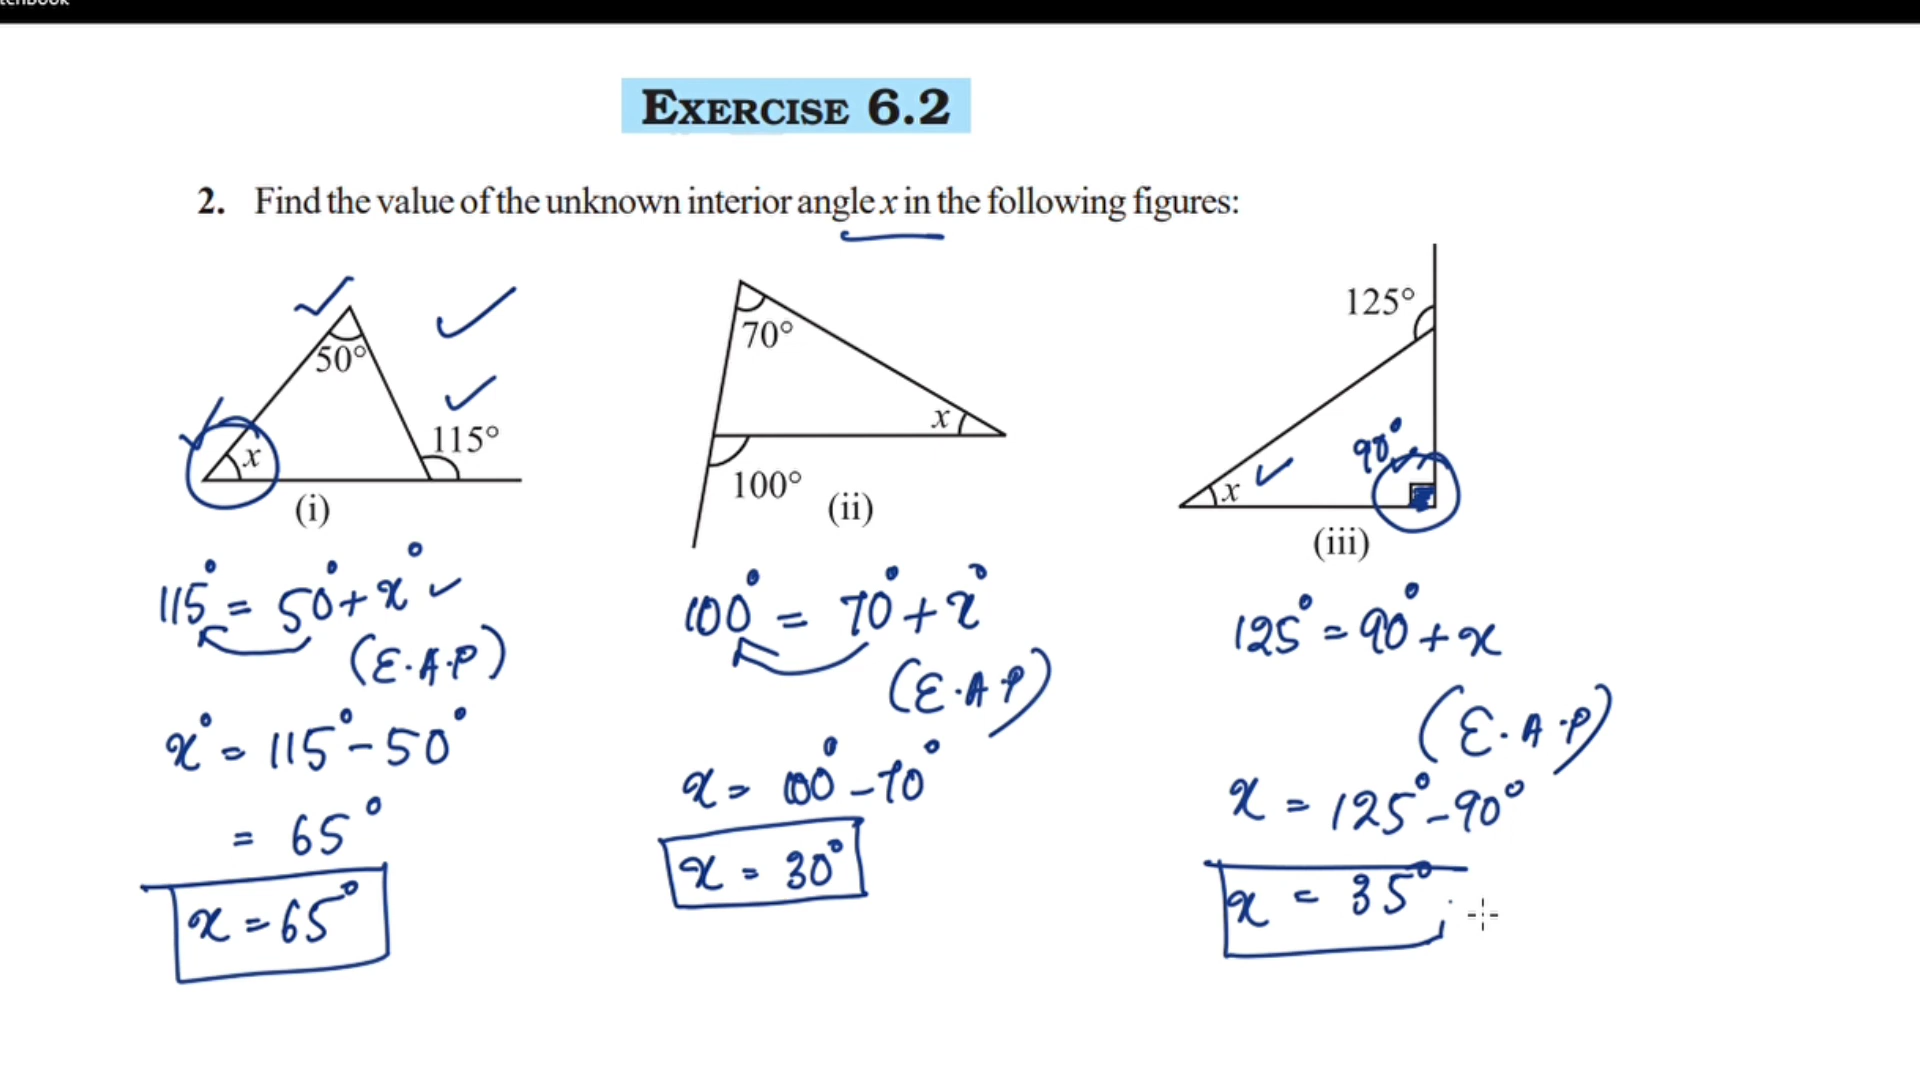 EXERCISE 6.2
2. Find the value of the unknown interior angle x in the following figures:
50°
x
115°
(i)
70°
x
100°
(ii)
125°
90°
x
(iii)
115° = 50° + x°
(E.A.P)
x° = 115° - 50°
= 65°
x = 65°
100° = 70° + x°
(E.A.P)
x = 100° - 70°
x = 30°
125° = 90° + x
(E.A.P)
x = 125° - 90°
x = 35°